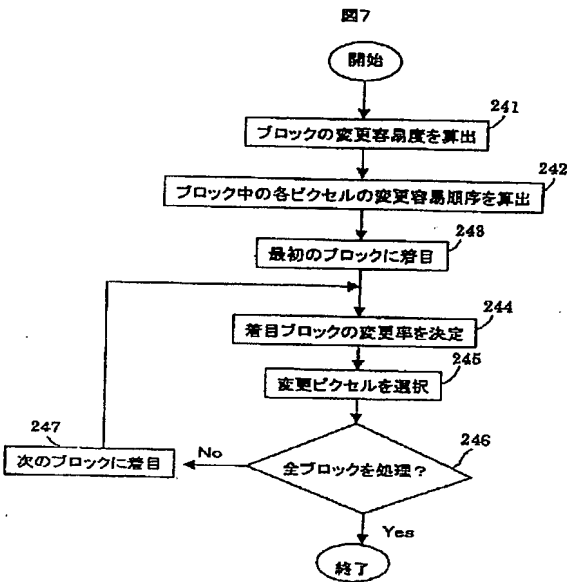 図7
開始
241
ブロックの変更容易度を算出
242
ブロック中の各ピクセルの変更容易順序を算出
243
最初のブロックに着目
244
着目ブロックの変更率を決定
245
変更ピクセルを選択
246
全ブロックを処理?
No
247
次のブロックに着目
Yes
終了